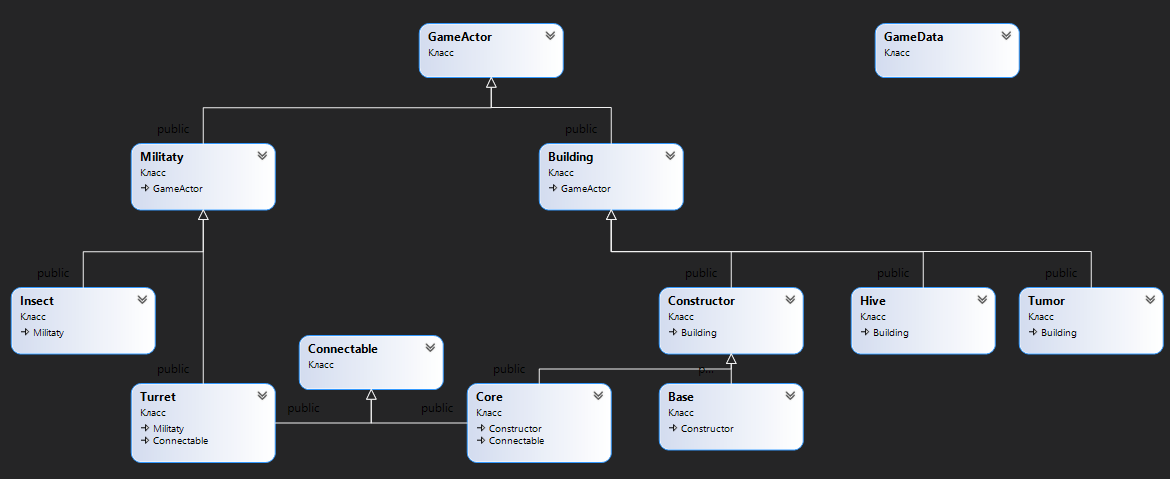 GameActor
Класс
GameData
Класс
public
public
Militaty
Класс
GameActor
Building
Класс
GameActor
public
public
public
public
Insect
Класс
Militaty
Constructor
Класс
Building
Hive
Класс
Building
Tumor
Класс
Building
Connectable
Класс
public
public
p...
Turret
Класс
Militaty
Connectable
public
public
Core
Класс
Constructor
Connectable
Base
Класс
Constructor